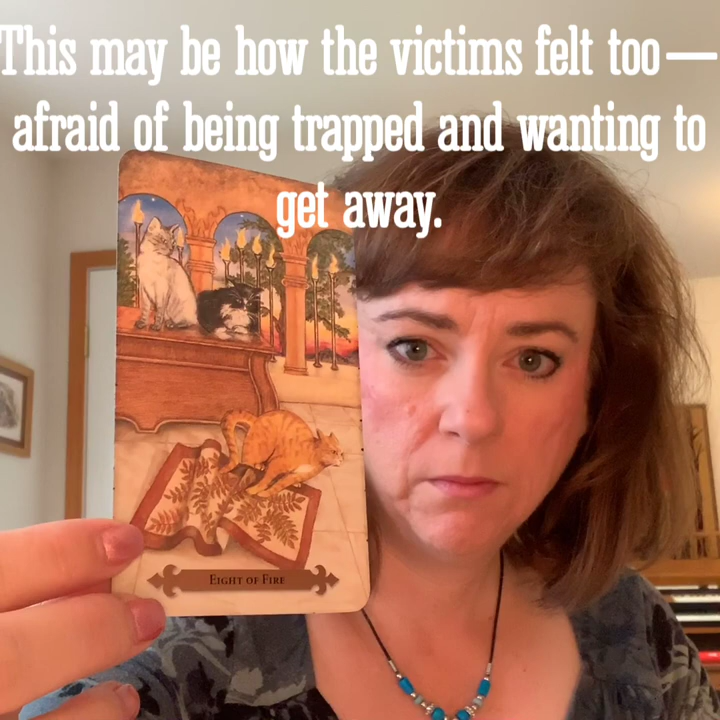 This may be how the victims felt too—
afraid of being trapped and wanting to
get away.
EIGHT OF FIRE